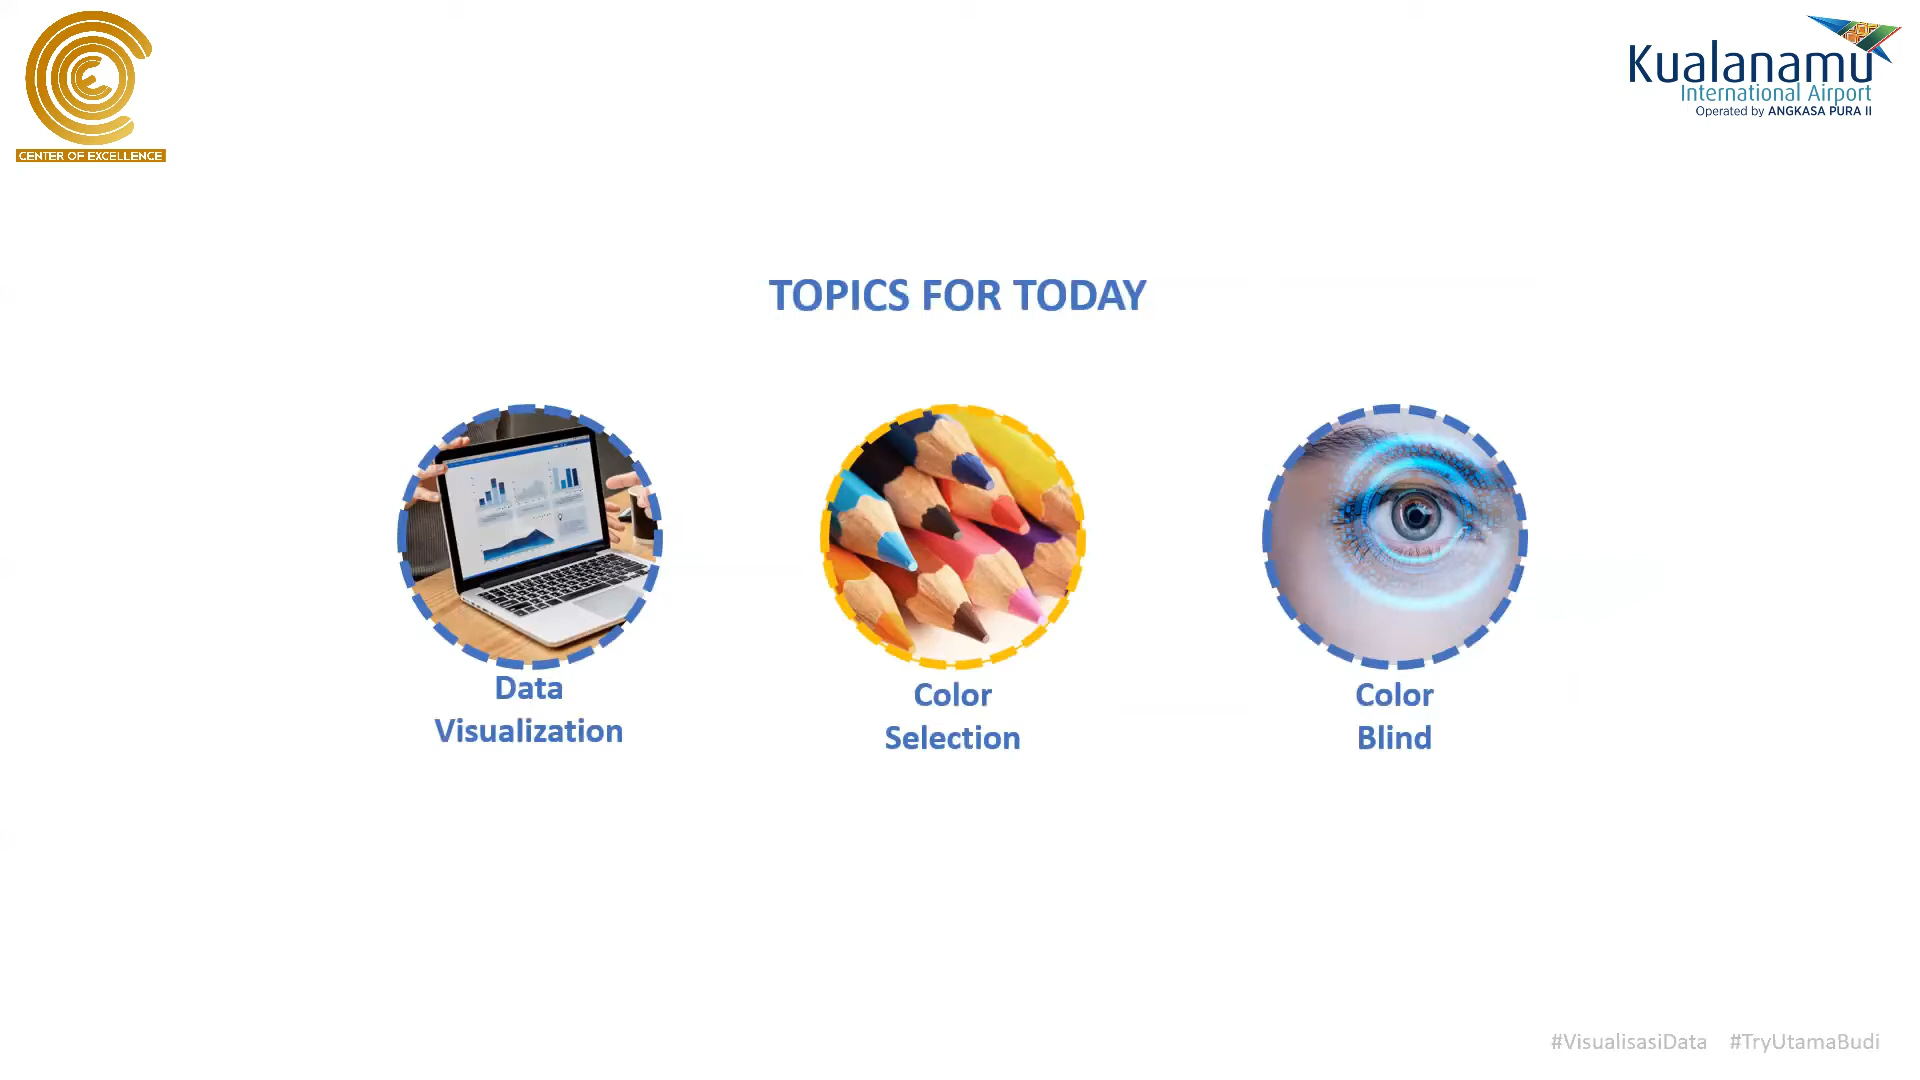 CENTER OF EXCELLENCE
Kualanamu
International Airport
Operated by ANGKASA PURA II
TOPICS FOR TODAY
Data
Visualization
Color
Selection
Color
Blind
#VisualisasiData #TryUtamaBudi